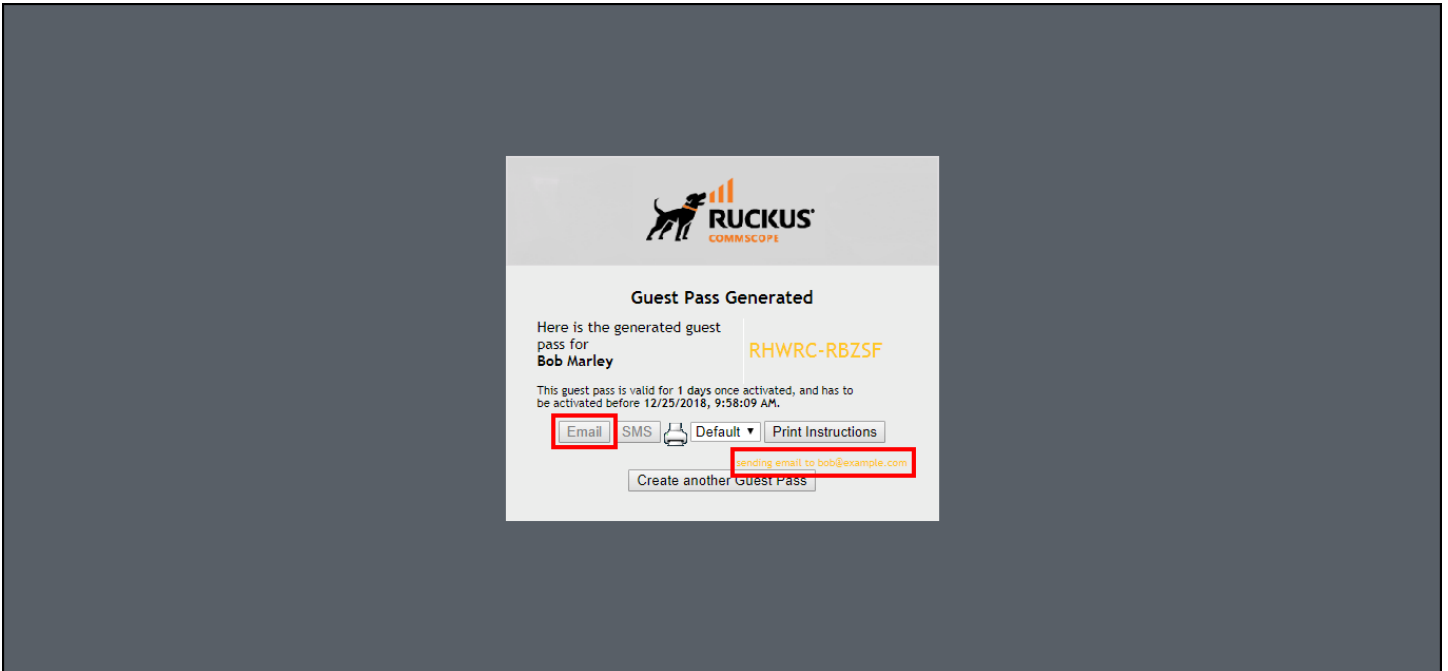 RUCKUS®
COMMSCOPE
Guest Pass Generated
Here is the generated guest
pass for
Bob Marley
RHWRC-RBZSF
This guest pass is valid for 1 days once activated, and has to
be activated before 12/25/2018, 9:58:09 AM.
Email SMS Default ▼ Print Instructions
sending email to bob@example.com
Create another Guest Pass